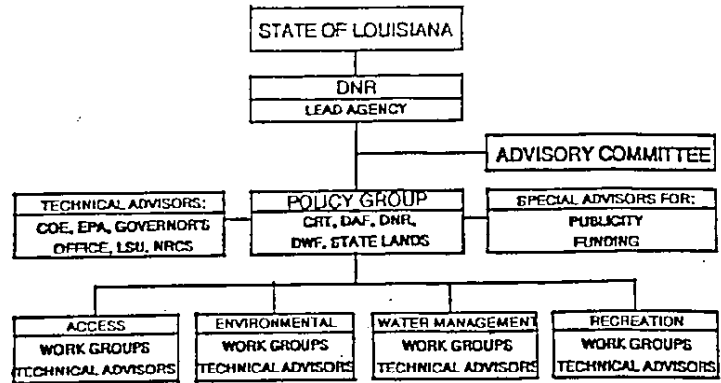 STATE OF LOUISIANA
DNR
LEAD AGENCY
ADVISORY COMMITTEE
TECHNICAL ADVISORS:
COE, EPA, GOVERNOR'S
OFFICE, LSU, NRCS
POLICY GROUP
CRT, DAF, DNR,
DWF, STATE LANDS
SPECIAL ADVISORS FOR:
PUBLICITY
FUNDING
ACCESS
WORK GROUPS
TECHNICAL ADVISORS
ENVIRONMENTAL
WORK GROUPS
TECHNICAL ADVISORS
WATER MANAGEMENT
WORK GROUPS
TECHNICAL ADVISORS
RECREATION
WORK GROUPS
TECHNICAL ADVISORS